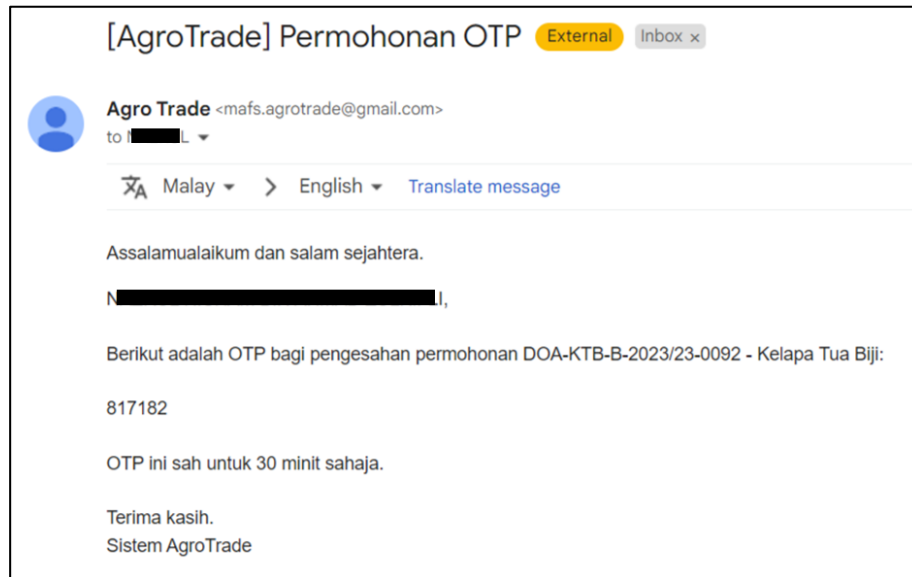 [AgroTrade] Permohonan OTP External Inbox x
Agro Trade <mafs.agrotrade@gmail.com>
to L
Malay > English Translate message
Assalamualaikum dan salam sejahtera.
N I,
Berikut adalah OTP bagi pengesahan permohonan DOA-KTB-B-2023/23-0092 - Kelapa Tua Biji:
817182
OTP ini sah untuk 30 minit sahaja.
Terima kasih.
Sistem AgroTrade